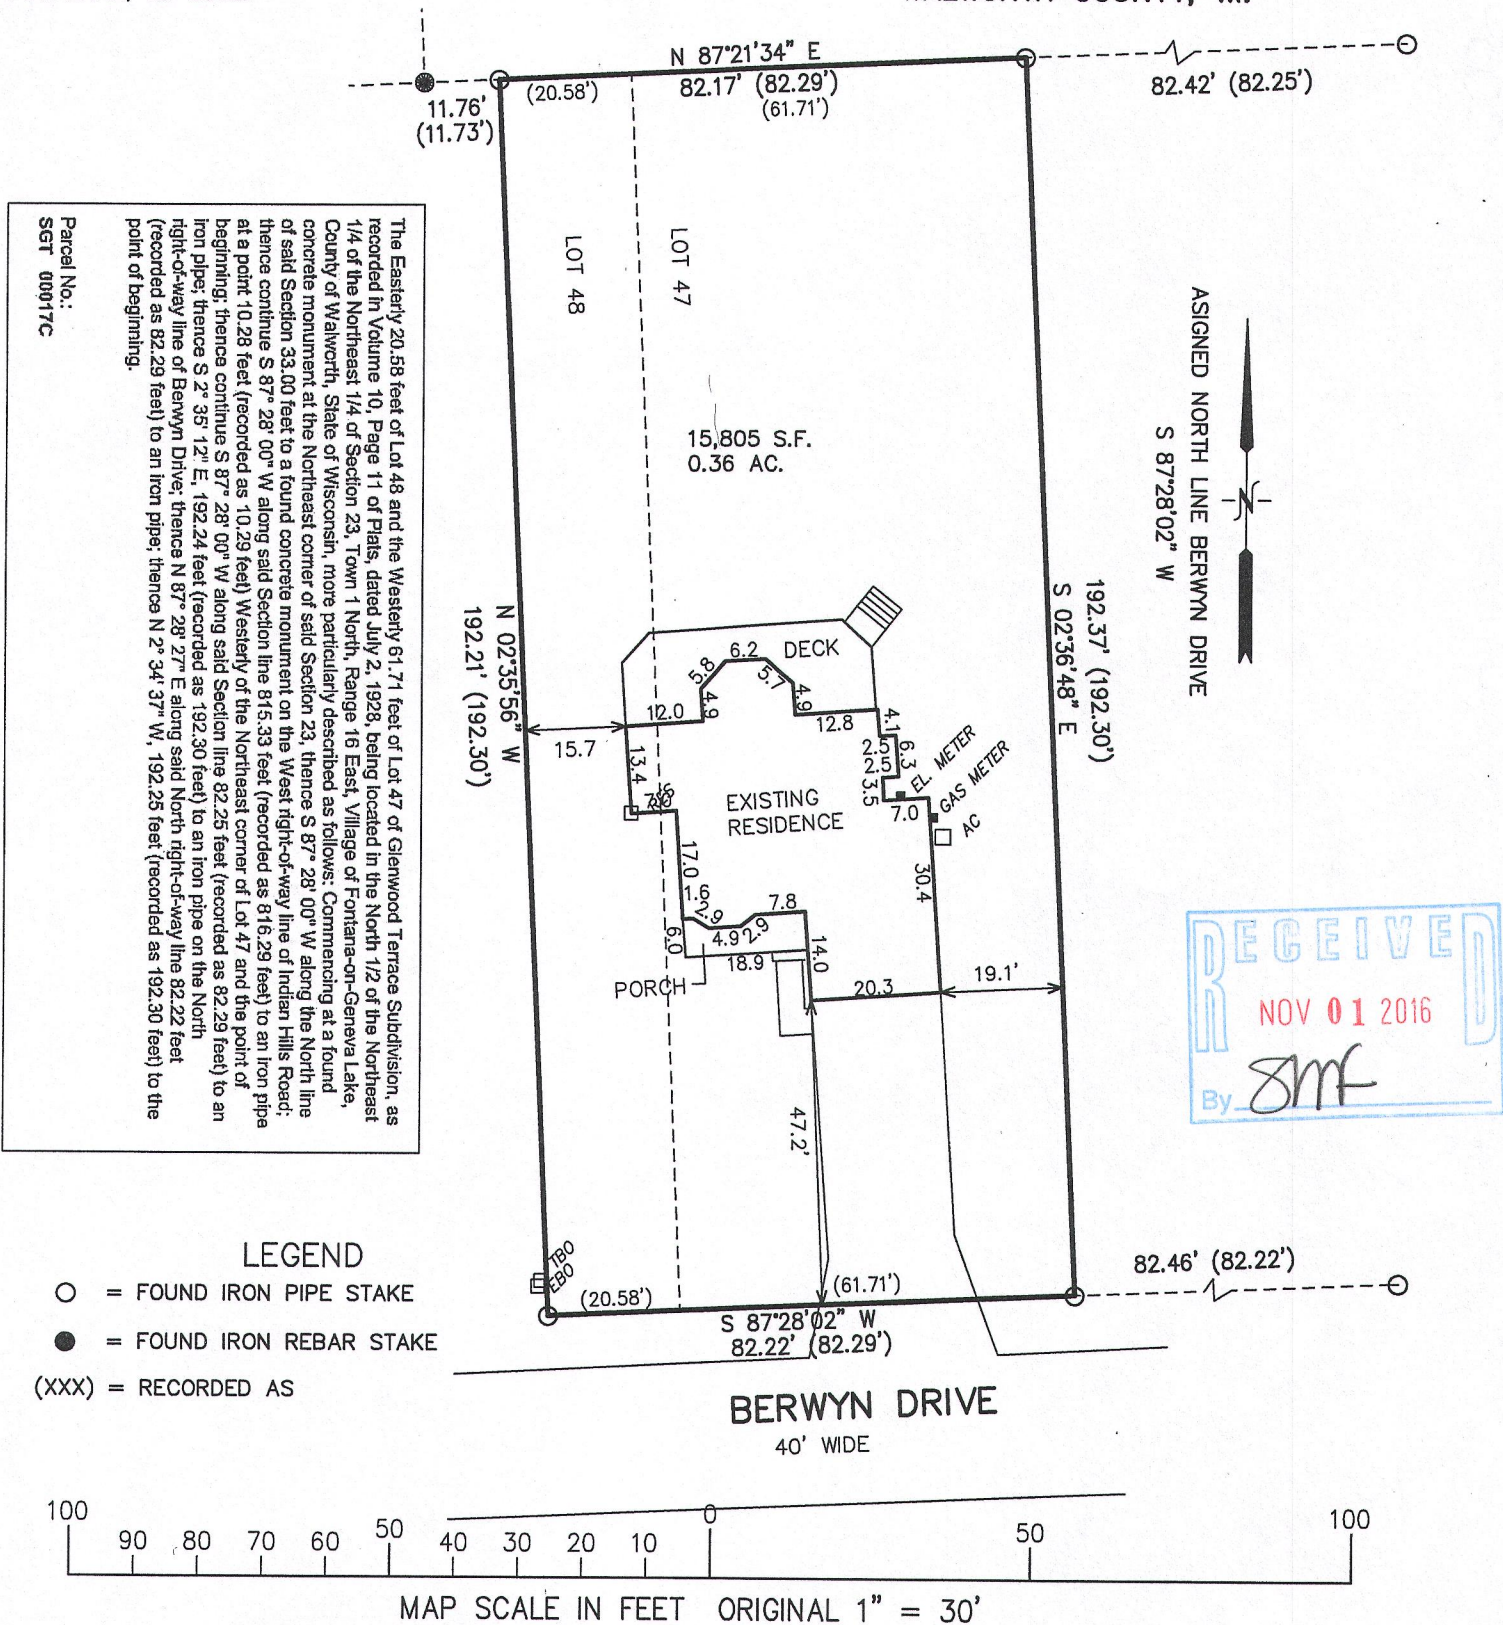 N 87°21'34" E
82.17' (82.29')
(20.58')
(61.71')
82.42' (82.25')
11.76'
(11.73')
LOT 48
LOT 47
ASIGNED NORTH LINE BERWYN DRIVE
S 87°28'02" W
N
15,805 S.F.
0.36 AC.
The Easterly 20.58 feet of Lot 48 and the Westerly 61.71 feet of Lot 47 of Glenwood Terrace Subdivision, as
recorded in Volume 10, Page 11 of Plats, dated July 2, 1928, being located in the North 1/2 of the Northeast
1/4 of the Northeast 1/4 of Section 23, Town 1 North, Range 16 East, Village of Fontana-on-Geneva Lake,
County of Walworth, State of Wisconsin, more particularly described as follows: Commencing at a found
concrete monument at the Northeast corner of said Section 23, thence S 87° 28' 00" W along the North line
of said Section 33.00 feet to a found concrete monument on the West right-of-way line of Indian Hills Road;
thence continue S 87° 28' 00" W along said Section line 815.33 feet (recorded as 816.29 feet) to an iron pipe
at a point 10.28 feet (recorded as 10.29 feet) Westerly of the Northeast corner of Lot 47 and the point of
beginning; thence continue S 87° 28' 00" W along said Section line 82.25 feet (recorded as 82.29 feet) to an
iron pipe; thence S 2° 35' 12" E, 192.24 feet (recorded as 192.30 feet) to an iron pipe on the North
right-of-way line of Berwyn Drive; thence N 87° 28' 27" E along said North right-of-way line 82.22 feet
(recorded as 82.29 feet) to an iron pipe; thence N 2° 34' 37" W, 192.25 feet (recorded as 192.30 feet) to the
point of beginning.
Parcel No.:
SGT 00017C
192.37' (192.30')
S 02°36'48" E
N 02°35'56" W
192.21' (192.30')
DECK
6.2
5.8
5.7
4.9
4.9
12.0
12.8
4.1
6.3
2.5
2.5
3.5
7.0
EL. METER
GAS METER
AC
15.7
13.4
EXISTING
RESIDENCE
17.0
30.4
1.6
2.9
4.9
2.9
7.8
6.0
18.9
14.0
PORCH
20.3
19.1'
47.2'
RECEIVED
NOV 01 2016
By SMF
TBO
EBO
(20.58')
(61.71')
S 87°28'02" W
82.22' (82.29')
82.46' (82.22')
LEGEND
= FOUND IRON PIPE STAKE
= FOUND IRON REBAR STAKE
(XXX) = RECORDED AS
BERWYN DRIVE
40' WIDE
100 90 80 70 60 50 40 30 20 10 0 50 100
MAP SCALE IN FEET ORIGINAL 1" = 30'